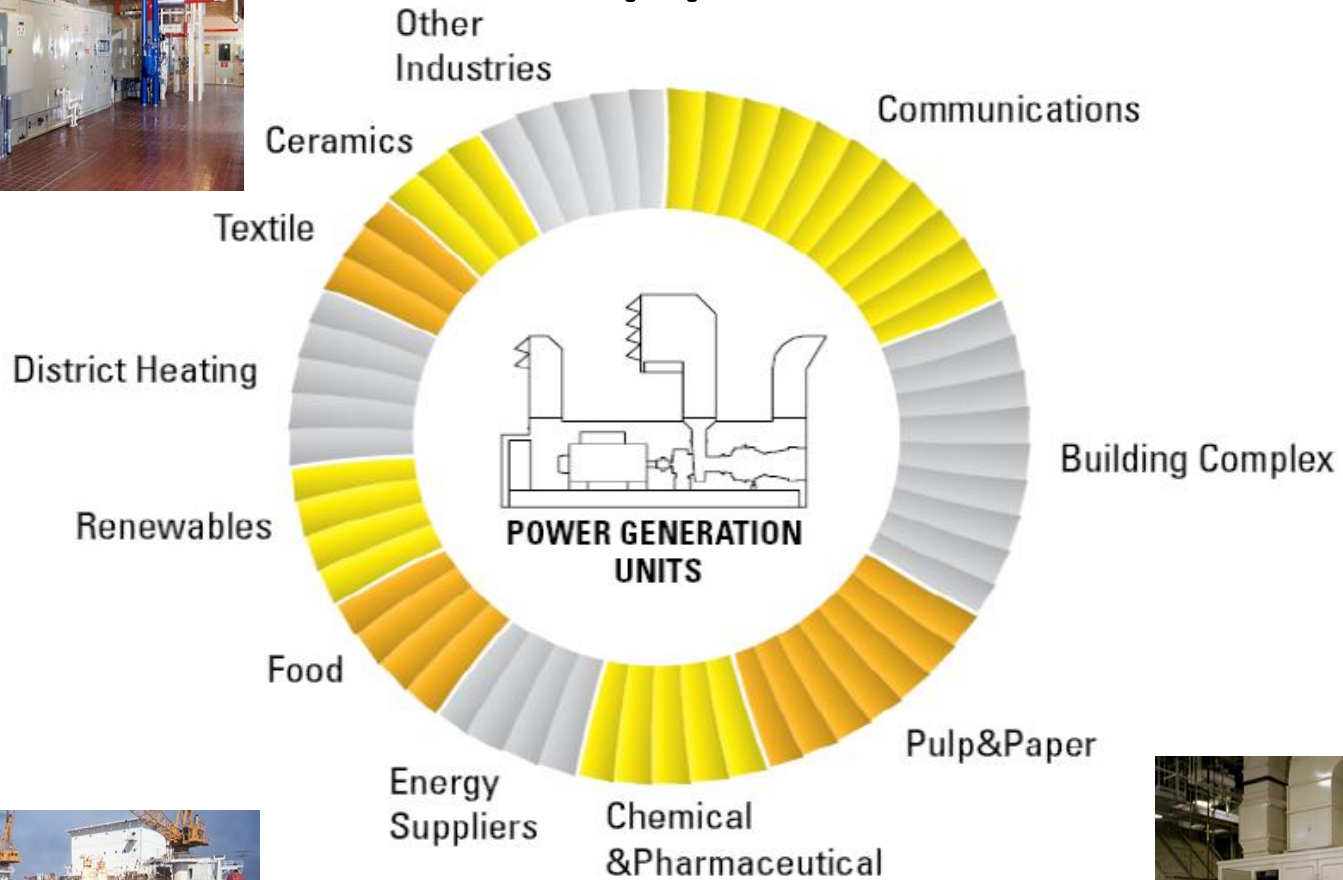 Other
Industries
Communications
Ceramics
Textile
District Heating
Building Complex
Renewables
POWER GENERATION
UNITS
Food
Pulp&Paper
Energy
Suppliers
Chemical
&Pharmaceutical